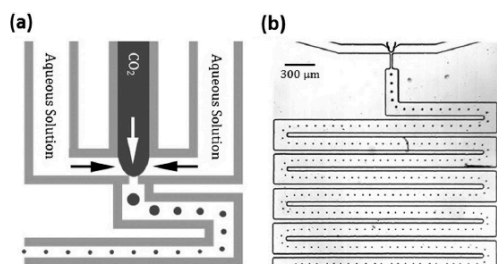 (a)
Aqueous Solution
CO₂
Aqueous Solution
(b)
300 μm